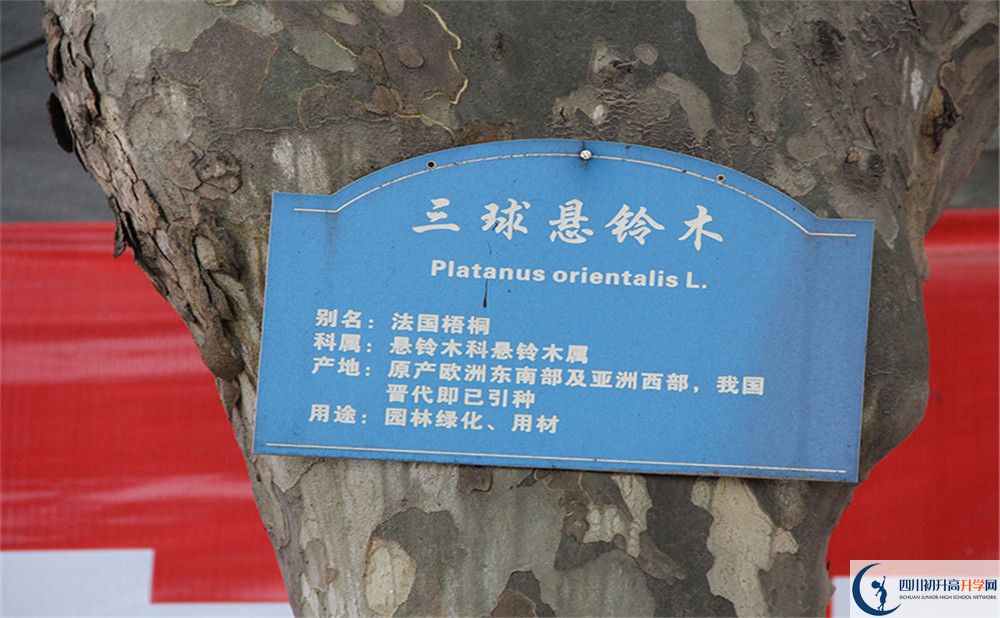 三球悬铃木
Platanus orientalis L.
别名：法国梧桐
科属：悬铃木科悬铃木属
产地：原产欧洲东南部及亚洲西部，我国
晋代即已引种
用途：园林绿化、用材
四川初升高升学网
SICHUAN JUNIOR HIGH SCHOOL NETWORK